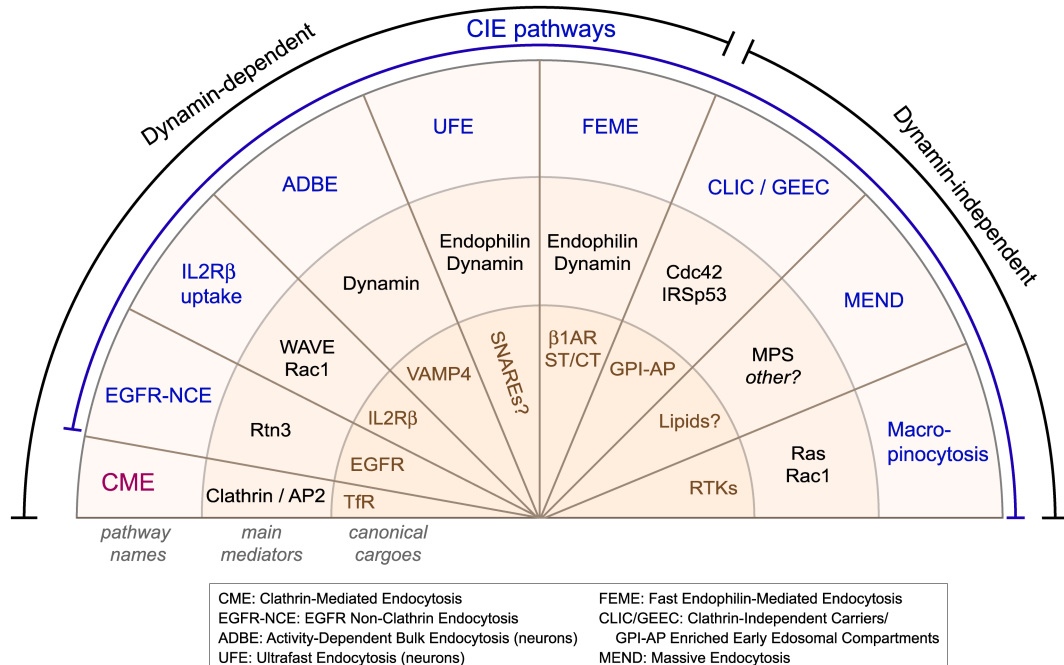 CIE pathways
Dynamin-dependent
Dynamin-independent
UFE
FEME
ADBE
CLIC / GEEC
IL2Rβ
uptake
MEND
EGFR-NCE
Macro-
pinocytosis
CME
Endophilin
Dynamin
Endophilin
Dynamin
Dynamin
Cdc42
IRSp53
WAVE
Rac1
MPS
other?
Rtn3
Ras
Rac1
Clathrin / AP2
SNAREs?
β1AR
ST/CT
VAMP4
GPI-AP
IL2Rβ
Lipids?
EGFR
RTKs
TfR
pathway
names
main
mediators
canonical
cargoes
CME: Clathrin-Mediated Endocytosis
EGFR-NCE: EGFR Non-Clathrin Endocytosis
ADBE: Activity-Dependent Bulk Endocytosis (neurons)
UFE: Ultrafast Endocytosis (neurons)
FEME: Fast Endophilin-Mediated Endocytosis
CLIC/GEEC: Clathrin-Independent Carriers/
GPI-AP Enriched Early Edosomal Compartments
MEND: Massive Endocytosis